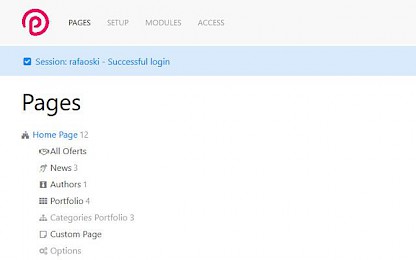 PAGES SETUP MODULES ACCESS
Session: rafaoski - Successful login
Pages
Home Page 12
All Oferts
News 3
Authors 1
Portfolio 4
Categories Portfolio 3
Custom Page
Options